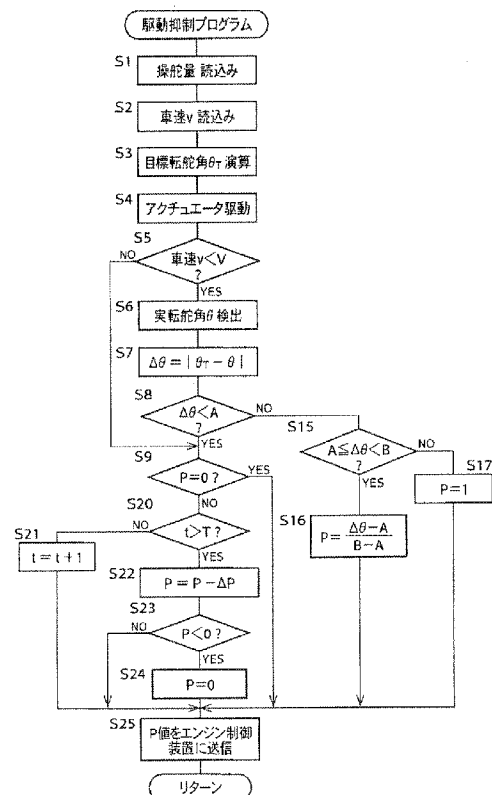 駆動抑制プログラム
S1
操舵量 読込み
S2
車速v 読込み
S3
目標転舵角θT 演算
S4
アクチュエータ駆動
S5
NO
車速v<V
?
YES
S6
実転舵角θ 検出
S7
Δθ=|θT-θ|
S8
Δθ<A
?
NO
YES
S15
A≦Δθ<B
?
NO
YES
S17
P=1
S16
P=
Δθ-A
B-A
S9
P=0 ?
YES
NO
S20
NO
t>T ?
YES
S21
t=t+1
S22
P=P-ΔP
S23
NO
P<0 ?
YES
S24
P=0
S25
P値をエンジン制御
装置に送信
リターン